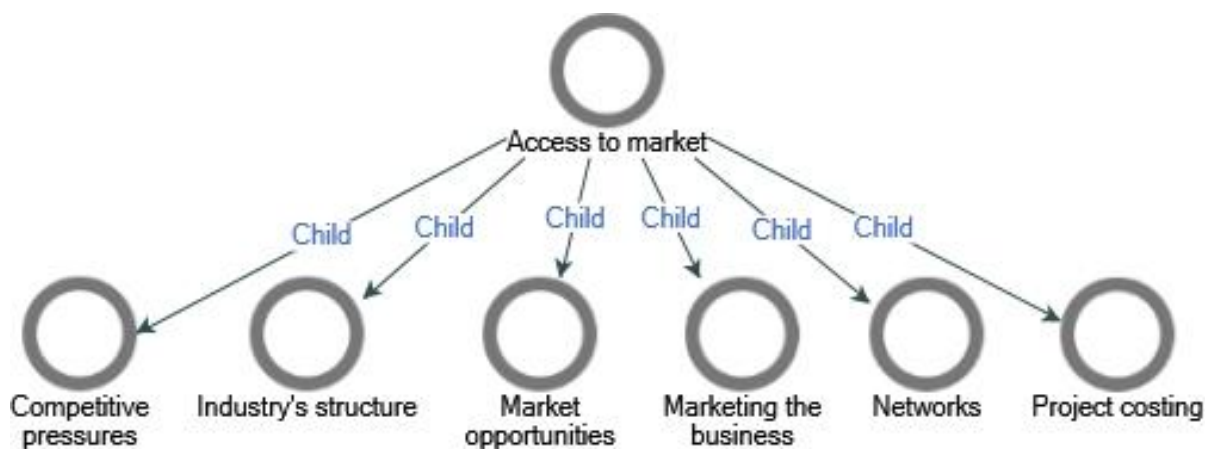 Access to market
Child
Child
Child
Child
Child
Child
Competitive
pressures
Industry's structure
Market
opportunities
Marketing the
business
Networks
Project costing